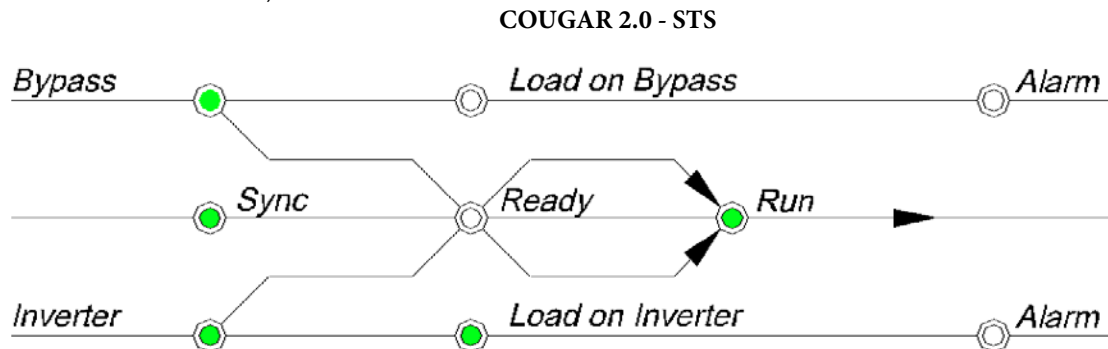 COUGAR 2.0 - STS
Bypass Load on Bypass Alarm
Sync Ready Run
Inverter Load on Inverter Alarm